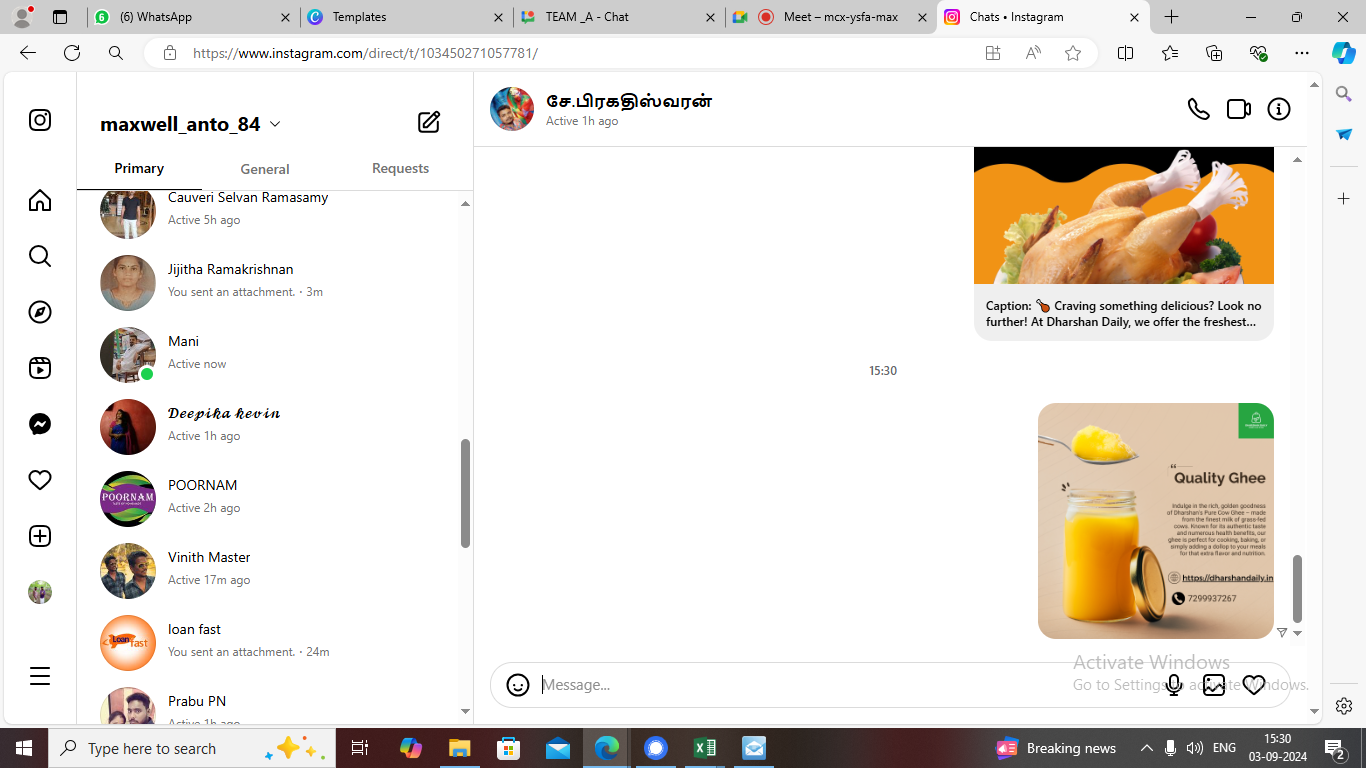 (6) WhatsApp
Templates
TEAM _A - Chat
Meet – mcx-ysfa-max
Chats • Instagram
https://www.instagram.com/direct/t/103450271057781/
maxwell_anto_84
Primary
General
Requests
Cauveri Selvan Ramasamy
Active 5h ago
Jijitha Ramakrishnan
You sent an attachment. · 3m
Mani
Active now
𝓓𝓮𝓮𝓹𝓲𝓴𝓪 𝓴𝓮𝓿𝓲𝓷
Active 1h ago
POORNAM
POORNAM
Active 2h ago
Vinith Master
Active 17m ago
loan fast
Loan fast
You sent an attachment. · 24m
Prabu PN
Active 1h ago
சே.பிரகதிஸ்வரன்
Active 1h ago
Caption: 🍗 Craving something delicious? Look no
further! At Dharshan Daily, we offer the freshest...
15:30
Quality Ghee
Indulge in the rich, golden goodness
of Dharshan's Pure Cow Ghee – made
from the finest milk of grass-fed
cows. Known for its authentic taste
and numerous health benefits, our
ghee is perfect for cooking, baking, or
simply adding a dollop to your meals
for that extra flavor and nutrition.
https://dharshandaily.in
7299937267
Message...
Activate Windows
Go to Settings to activate Windows.
Type here to search
Breaking news
ENG
15:30
03-09-2024
2